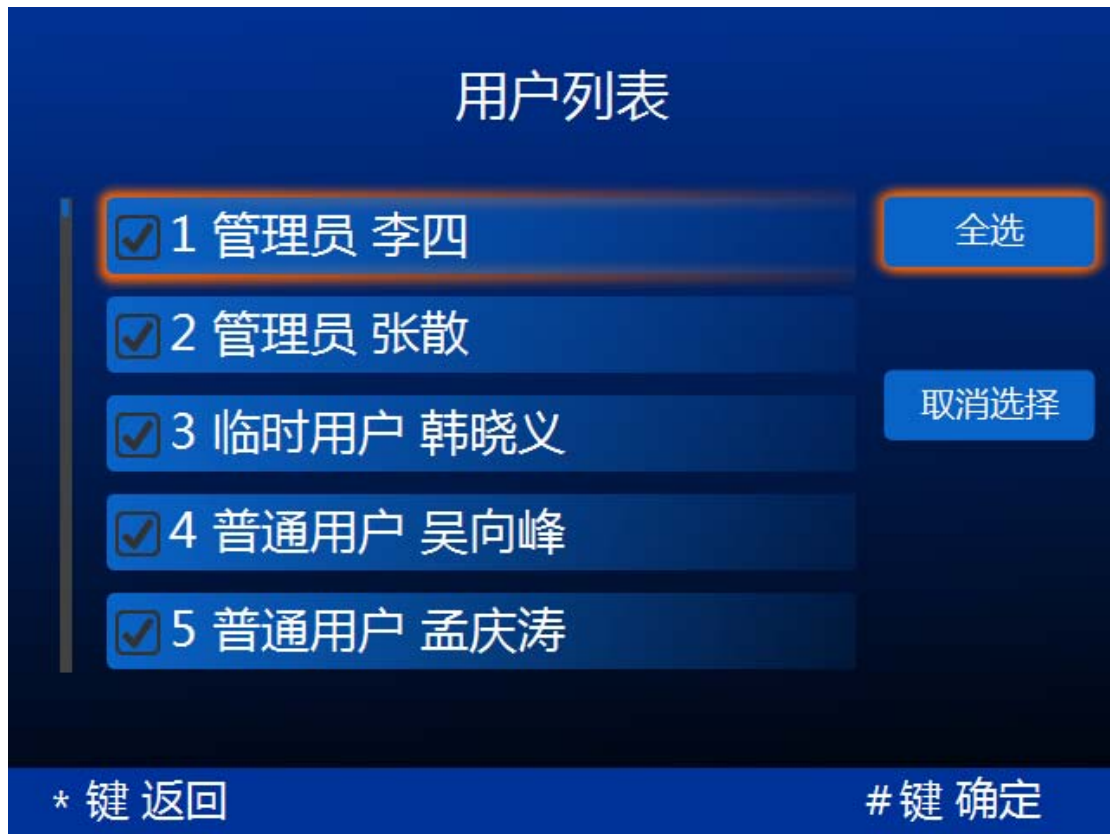 用户列表
1 管理员 李四
全选
2 管理员 张散
取消选择
3 临时用户 韩晓义
4 普通用户 吴向峰
5 普通用户 孟庆涛
* 键 返回
#键 确定